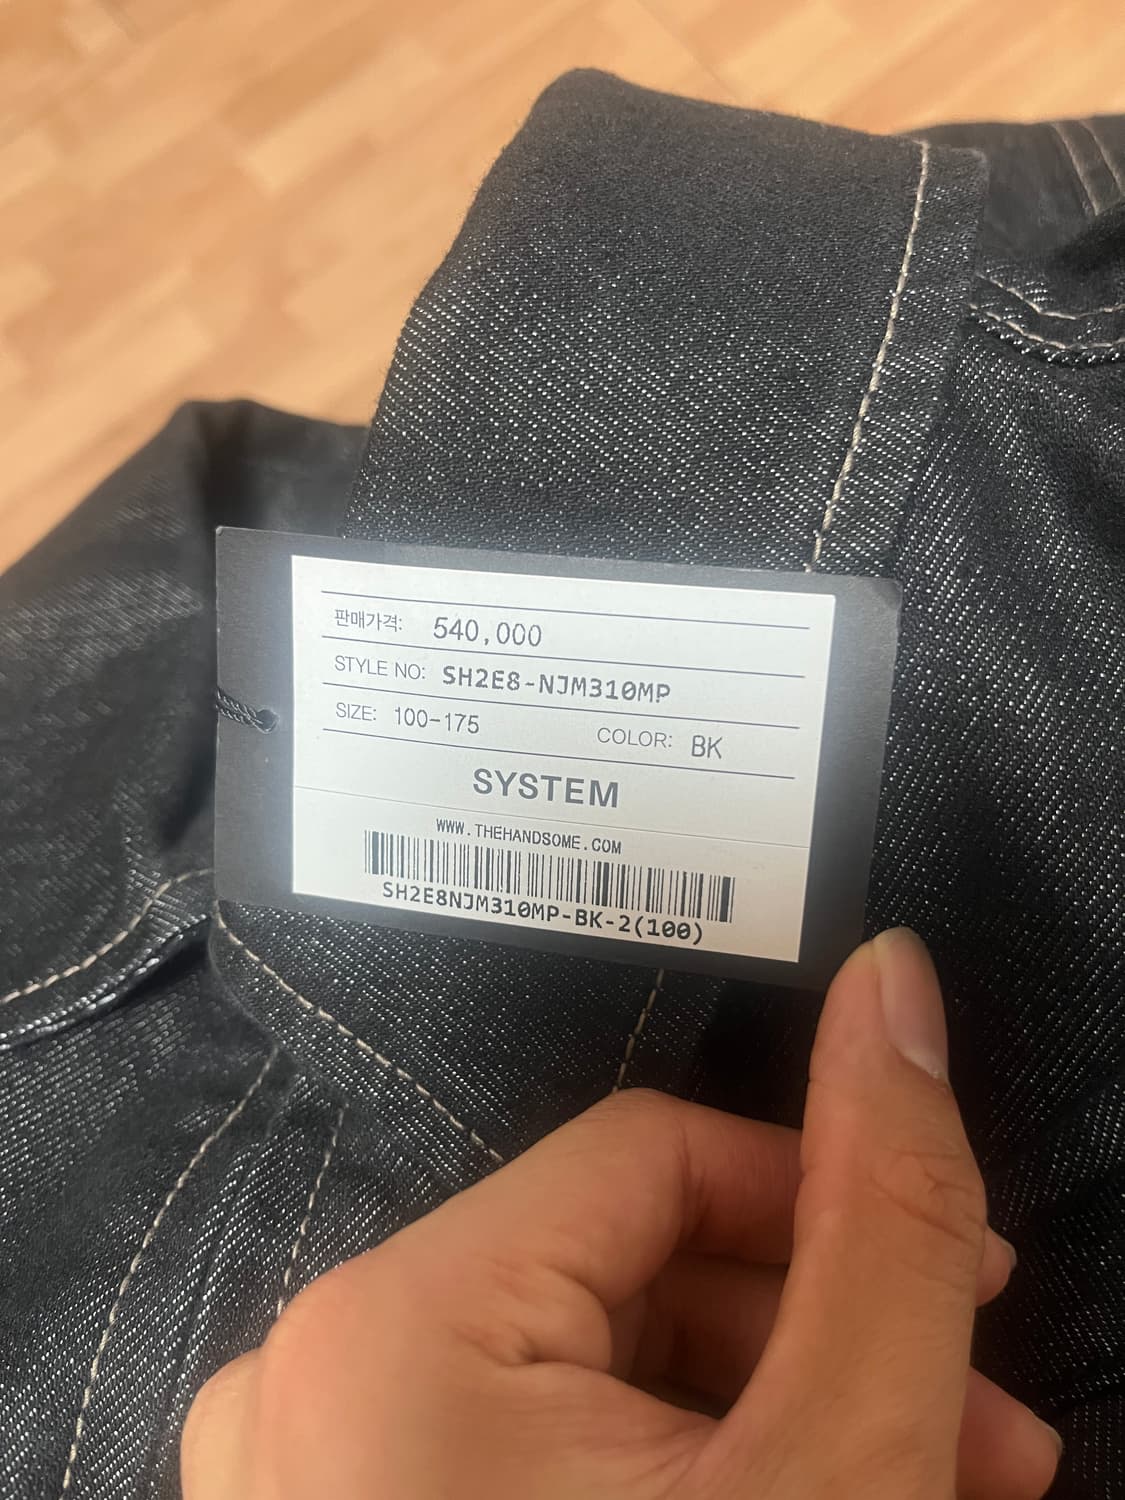 판매가격: 540,000
STYLE NO: SH2E8-NJM310MP
SIZE: 100-175 COLOR: BK
SYSTEM
WWW.THEHANDSOME.COM
SH2E8NJM310MP-BK-2(100)